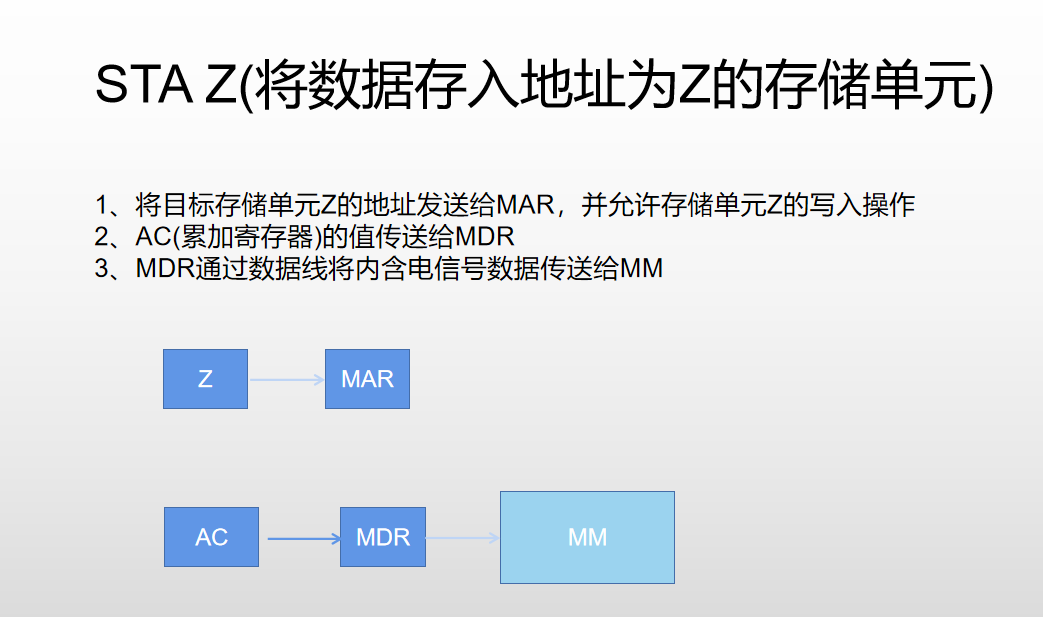 STA Z(将数据存入地址为Z的存储单元)
1、将目标存储单元Z的地址发送给MAR，并允许存储单元Z的写入操作
2、AC(累加寄存器)的值传送给MDR
3、MDR通过数据线将内含电信号数据传送给MM
Z
MAR
AC
MDR
MM